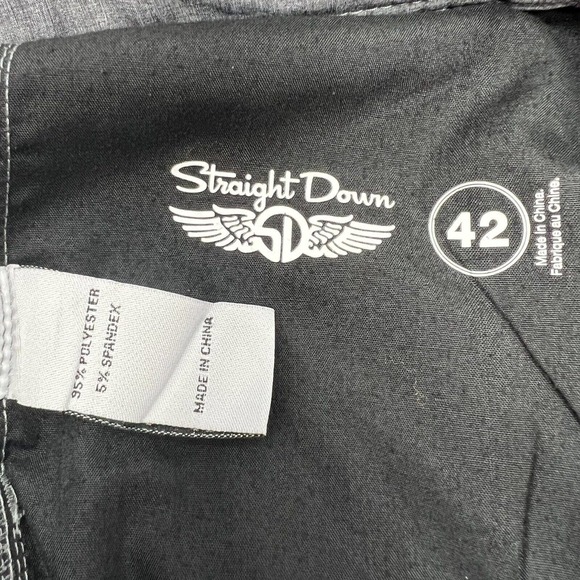 Straight Down
SD
42
Made in China.
Fabriqué au Chine.
95% POLYESTER
5% SPANDEX
MADE IN CHINA